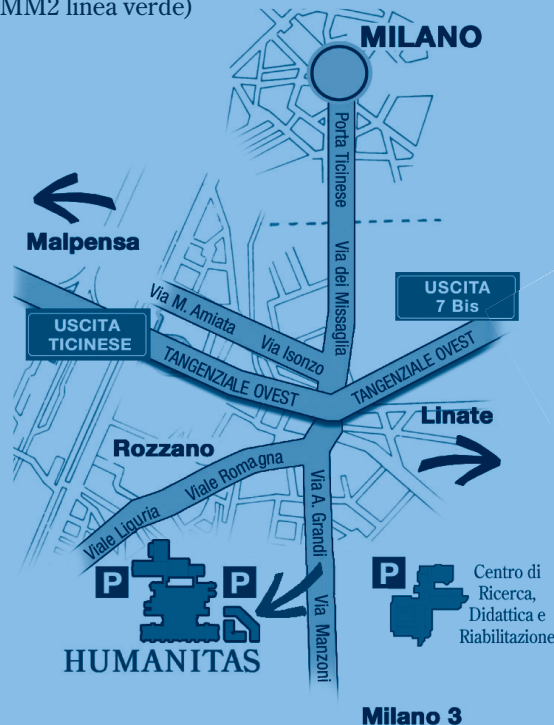 MM2 linea verde)
MILANO
Porta Ticinese
Malpensa
Via dei Missaglia
USCITA
7 Bis
Via M. Amiata
Via Isonzo
USCITA
TICINESE
TANGENZIALE OVEST
TANGENZIALE OVEST
Linate
Rozzano
Viale Romagna
Viale Liguria
Via A. Grandi
P
P
P
Centro di
Ricerca,
Didattica e
Riabilitazione
Via Manzoni
HUMANITAS
Milano 3